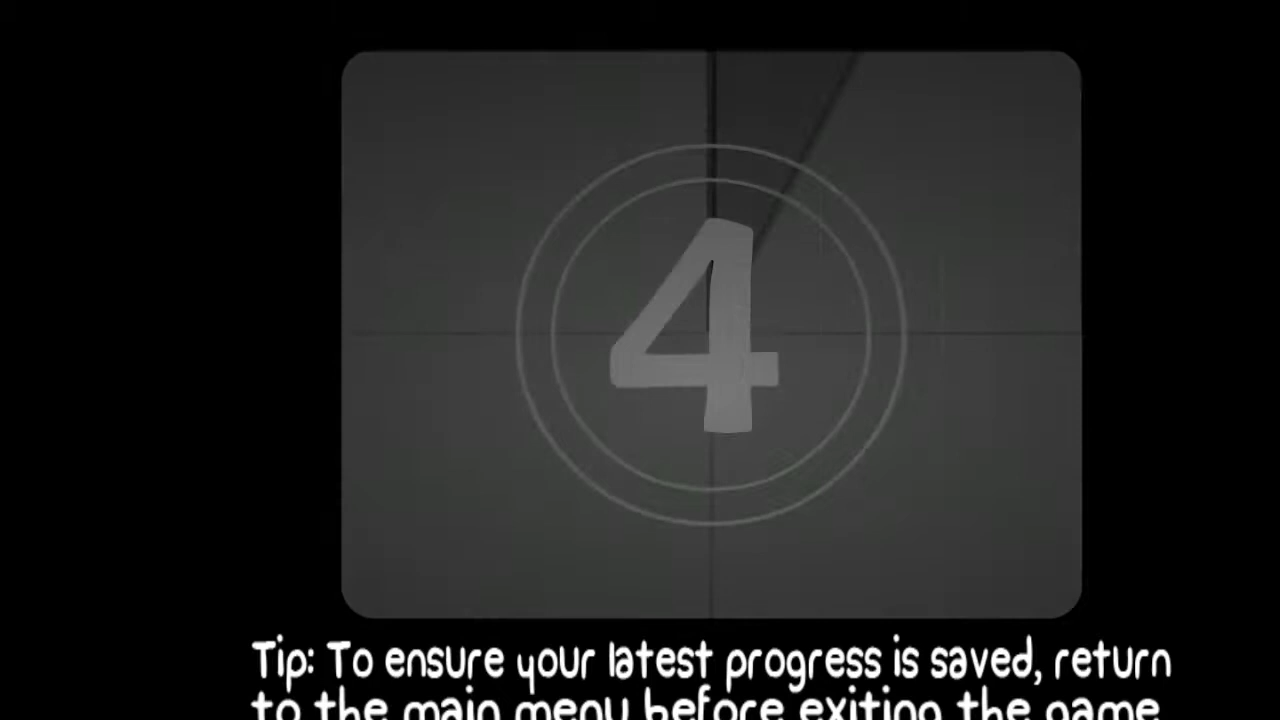 4
Tip: To ensure your latest progress is saved, return
to the main menu before exiting the game